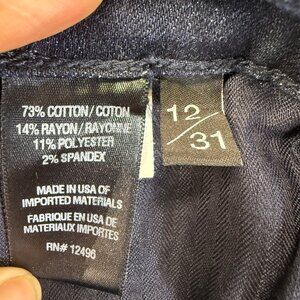 73% COTTON/COTON
14% RAYON/RAYONNE
11% POLYESTER
2% SPANDEX
MADE IN USA OF
IMPORTED MATERIALS
FABRIQUE EN USA DE
MATERIAUX IMPORTES
RN# 12496
12/31